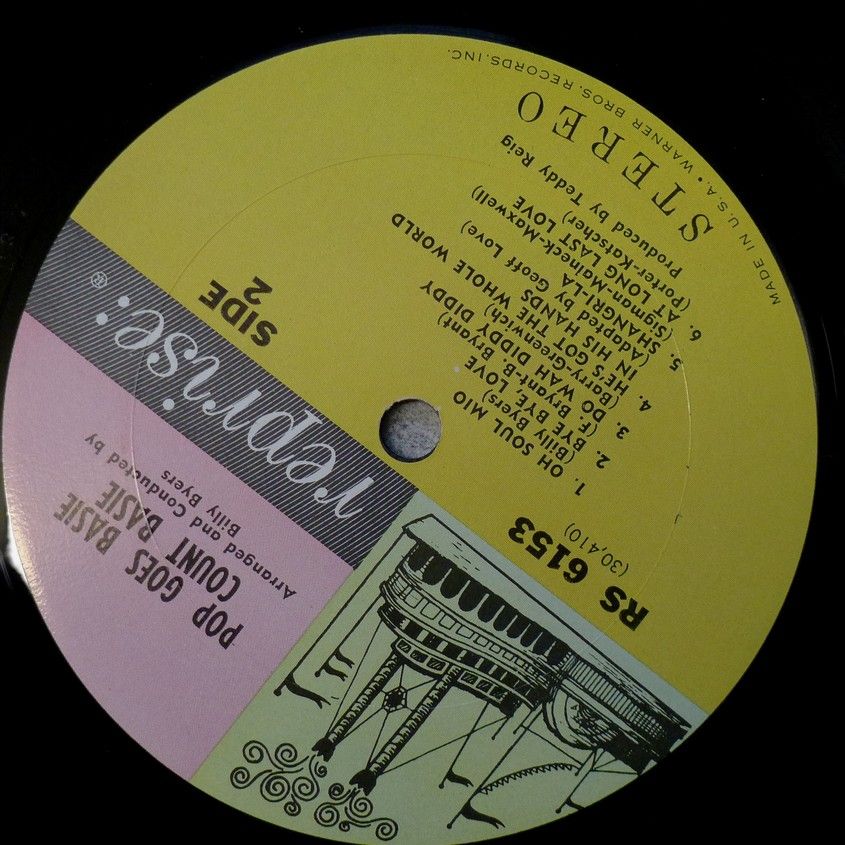 POP GOES BASIE
COUNT BASIE
Arranged and Conducted by
Billy Byers
reprise:
®
RS 6153
(30,410)
SIDE
2
1. OH SOUL MIO
(Billy Byers)
2. BYE BYE LOVE
(F. Bryant-B. Bryant)
3. DO WAH DIDDY DIDDY
(Barry-Greenwich)
4. HE'S GOT THE WHOLE WORLD
IN HIS HANDS
(Adapted by Geoff Love)
5. SHANGRI-LA
(Sigman-Malneck-Maxwell)
6. AT LONG LAST LOVE
(Porter-Katscher)
Produced by Teddy Reig
STEREO
MADE IN U.S.A. • WARNER BROS. RECORDS, INC.